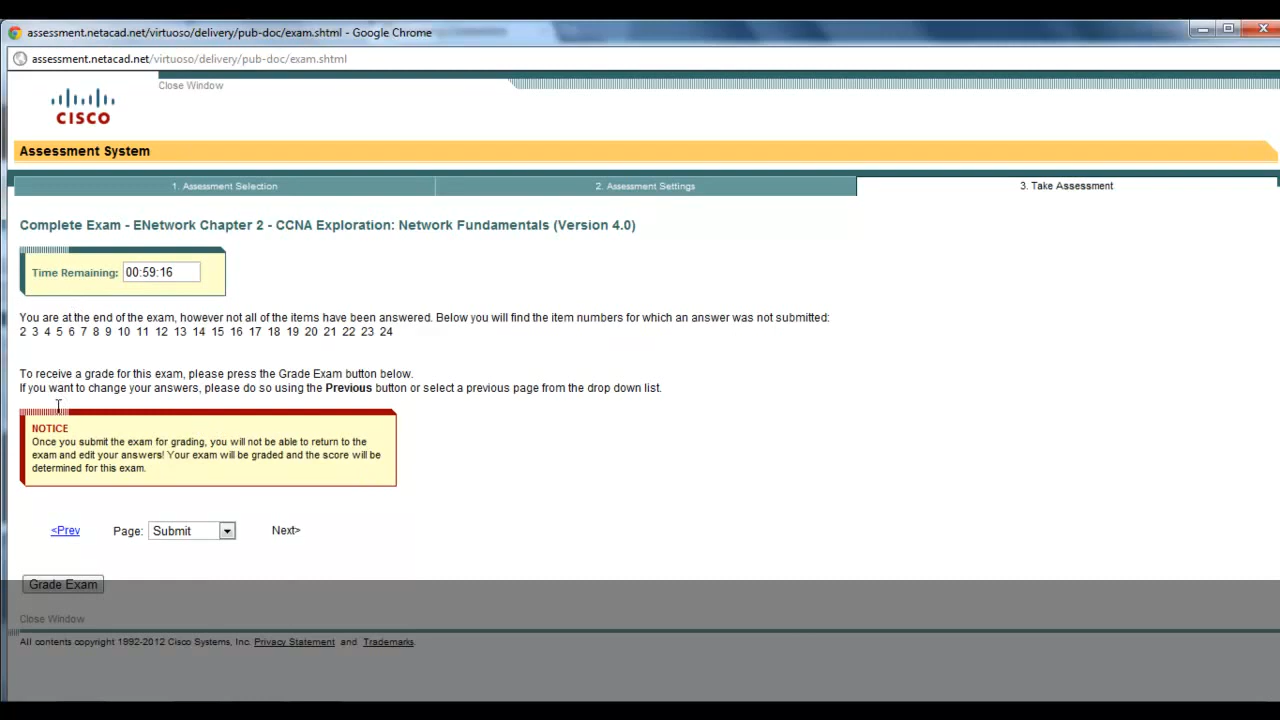 assessment.netacad.net/virtuoso/delivery/pub-doc/exam.shtml - Google Chrome
assessment.netacad.net/virtuoso/delivery/pub-doc/exam.shtml
Close Window
CISCO
Assessment System
1. Assessment Selection
2. Assessment Settings
3. Take Assessment
Complete Exam - ENetwork Chapter 2 - CCNA Exploration: Network Fundamentals (Version 4.0)
Time Remaining: 00:59:16
You are at the end of the exam, however not all of the items have been answered. Below you will find the item numbers for which an answer was not submitted:
2 3 4 5 6 7 8 9 10 11 12 13 14 15 16 17 18 19 20 21 22 23 24
To receive a grade for this exam, please press the Grade Exam button below.
If you want to change your answers, please do so using the Previous button or select a previous page from the drop down list.
NOTICE
Once you submit the exam for grading, you will not be able to return to the
exam and edit your answers! Your exam will be graded and the score will be
determined for this exam.
<Prev Page: Submit Next>
Grade Exam
Close Window
All contents copyright 1992-2012 Cisco Systems, Inc. Privacy Statement and Trademarks.